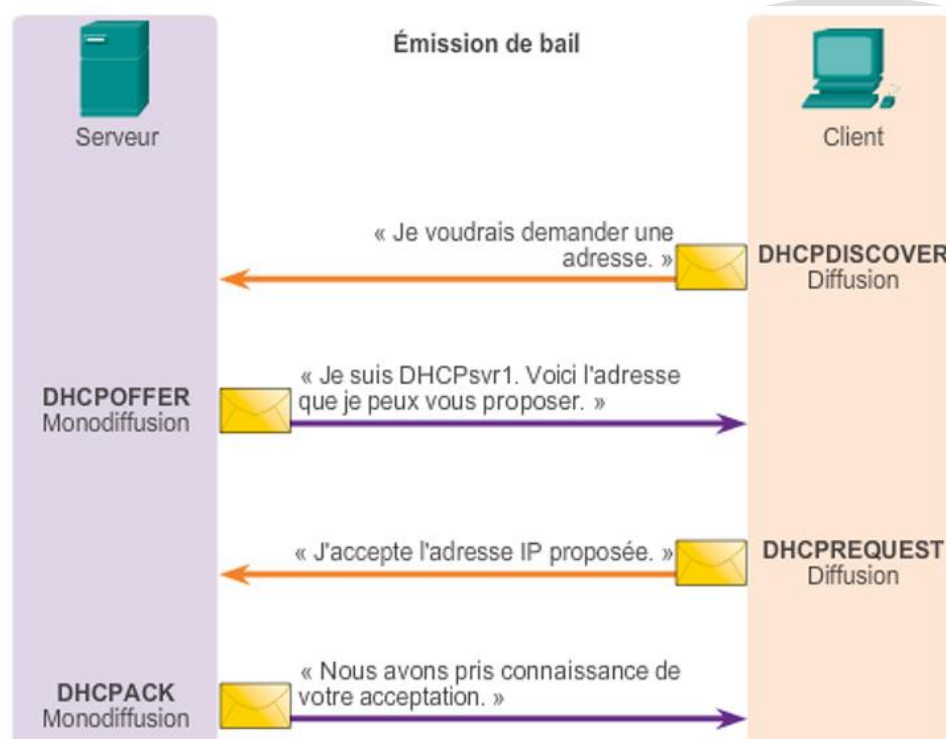 Émission de bail
Serveur
Client
« Je voudrais demander une
adresse. »
DHCPDISCOVER
Diffusion
DHCPOFFER
Monodiffusion
« Je suis DHCPsvr1. Voici l'adresse
que je peux vous proposer. »
« J'accepte l'adresse IP proposée. »
DHCPREQUEST
Diffusion
DHCPACK
Monodiffusion
« Nous avons pris connaissance de
votre acceptation. »